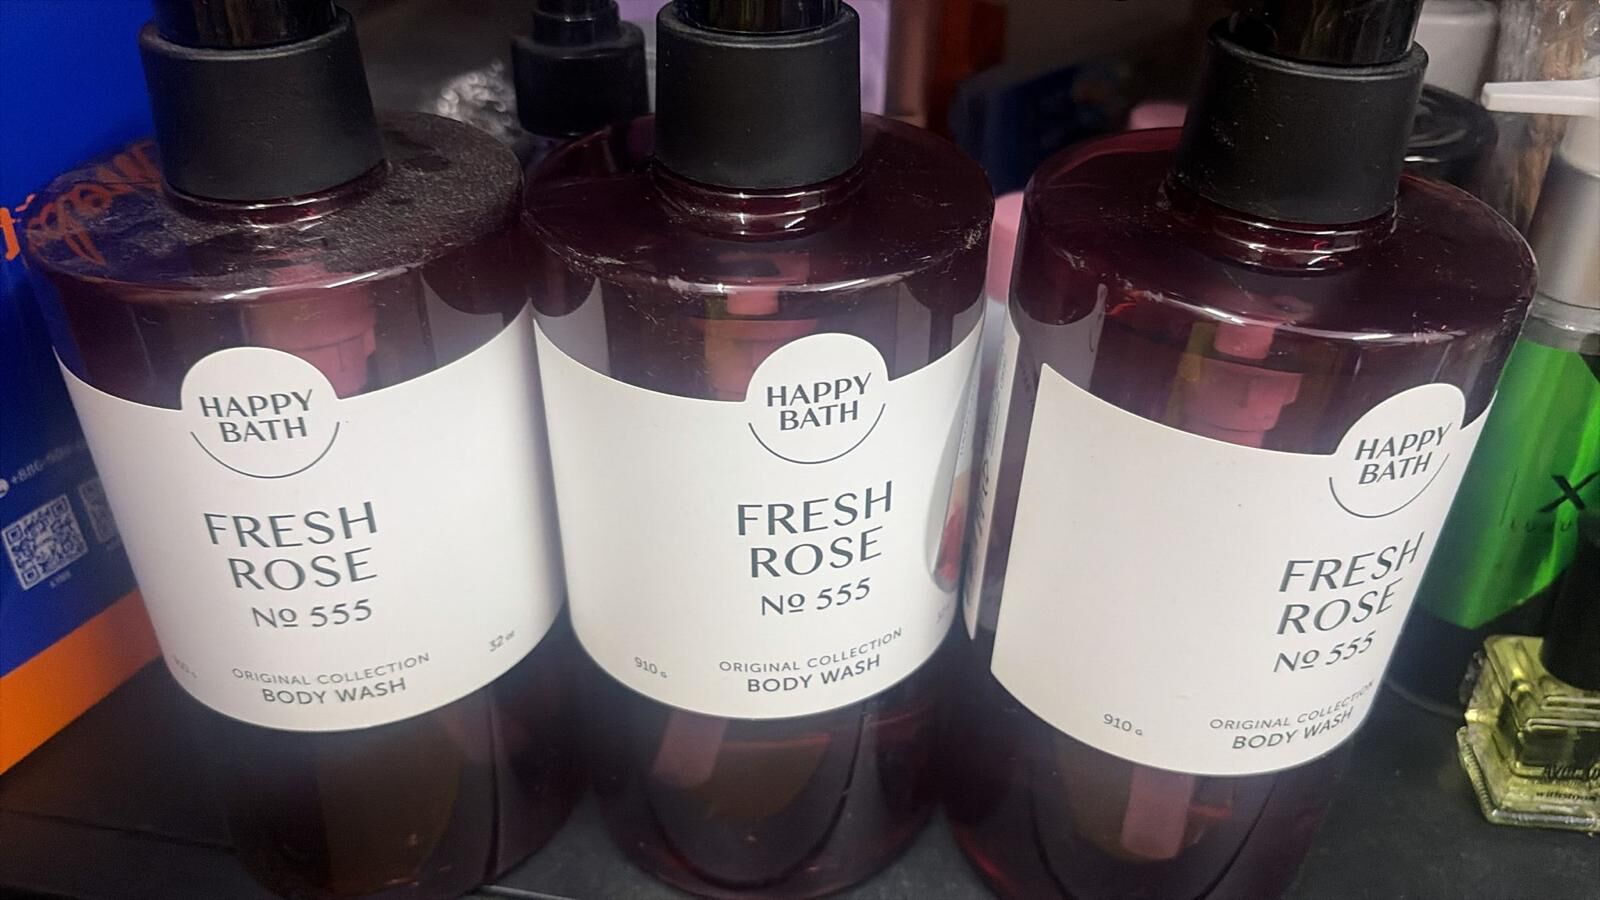 HAPPY
BATH
FRESH
ROSE
Nº 555
ORIGINAL COLLECTION
BODY WASH
32 oz
HAPPY
BATH
FRESH
ROSE
Nº 555
910 g
ORIGINAL COLLECTION
BODY WASH
HAPPY
BATH
FRESH
ROSE
Nº 555
910 g
ORIGINAL COLLECTION
BODY WASH
X